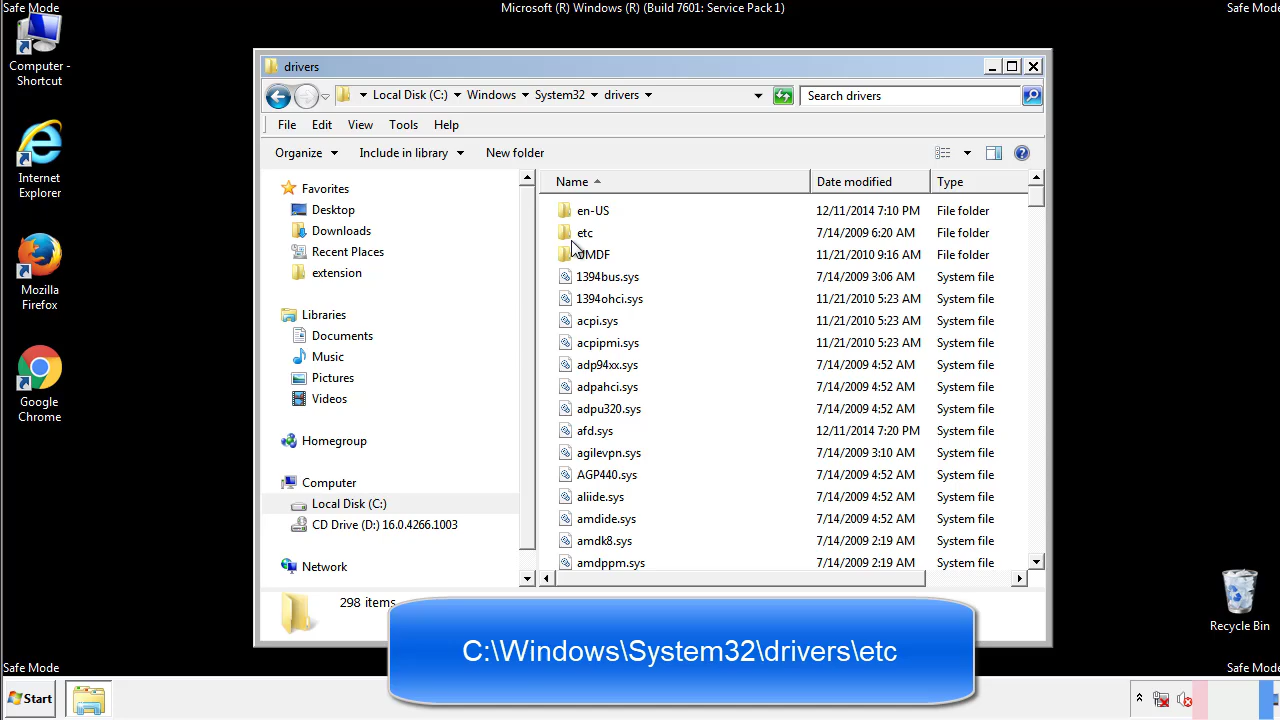 Safe Mode
Microsoft (R) Windows (R) (Build 7601: Service Pack 1)
Safe Mod
Computer -
Shortcut
Internet
Explorer
Mozilla
Firefox
Google
Chrome
drivers
Local Disk (C:) Windows System32 drivers
Search drivers
File Edit View Tools Help
Organize Include in library New folder
Favorites
Desktop
Downloads
Recent Places
extension
Libraries
Documents
Music
Pictures
Videos
Homegroup
Computer
Local Disk (C:)
CD Drive (D:) 16.0.4266.1003
Network
Name Date modified Type
en-US 12/11/2014 7:10 PM File folder
etc 7/14/2009 6:20 AM File folder
UMDF 11/21/2010 9:16 AM File folder
1394bus.sys 7/14/2009 3:06 AM System file
1394ohci.sys 11/21/2010 5:23 AM System file
acpi.sys 11/21/2010 5:23 AM System file
acpipmi.sys 11/21/2010 5:23 AM System file
adp94xx.sys 7/14/2009 4:52 AM System file
adpahci.sys 7/14/2009 4:52 AM System file
adpu320.sys 7/14/2009 4:52 AM System file
afd.sys 12/11/2014 7:20 PM System file
agilevpn.sys 7/14/2009 3:10 AM System file
AGP440.sys 7/14/2009 4:52 AM System file
aliide.sys 7/14/2009 4:52 AM System file
amdide.sys 7/14/2009 4:52 AM System file
amdk8.sys 7/14/2009 2:19 AM System file
amdppm.sys 7/14/2009 2:19 AM System file
298 items
C:\Windows\System32\drivers\etc
Recycle Bin
Safe Mode
Safe Mod
Start